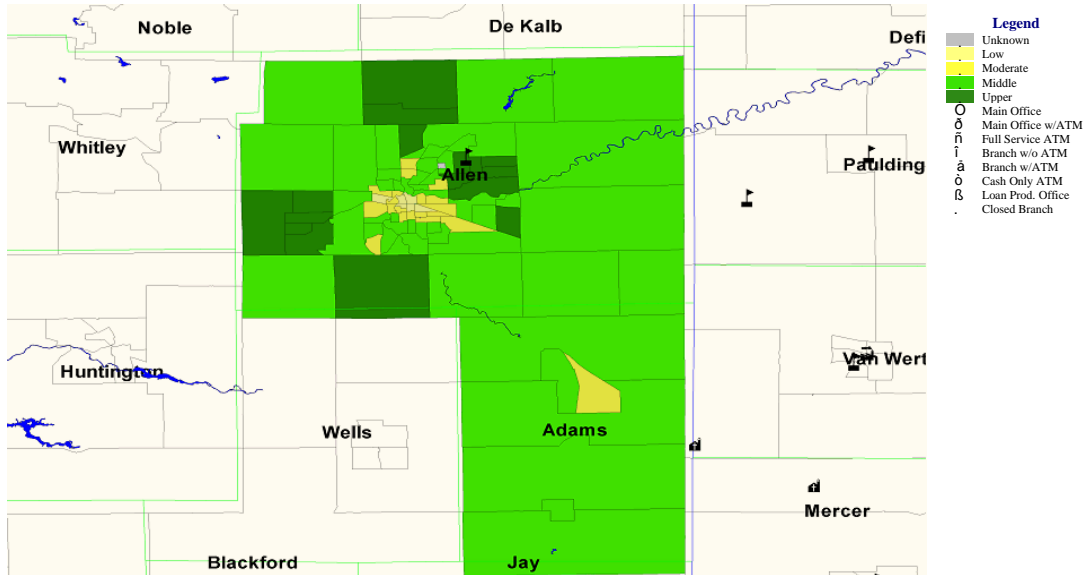 Noble
De Kalb
Defi
Whitley
Allen
Paulding
Huntington
Van Wert
Wells
Adams
Mercer
Blackford
Jay
Legend
Unknown
Low
Moderate
Middle
Upper
Ò Main Office
ð Main Office w/ATM
ñ Full Service ATM
î Branch w/o ATM
á Branch w/ATM
ò Cash Only ATM
ß Loan Prod. Office
. Closed Branch